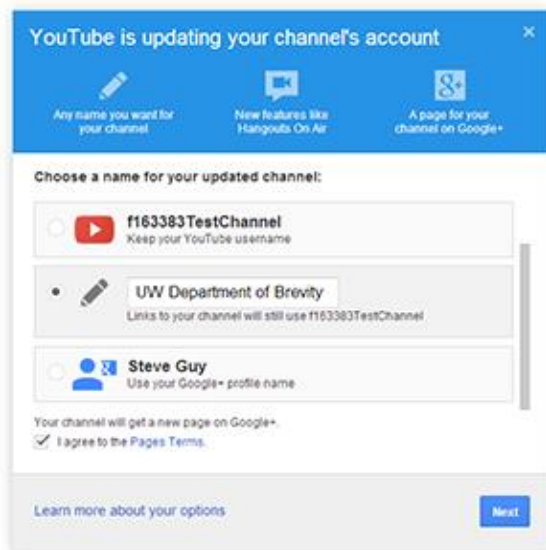 YouTube is updating your channel's account
Any name you want for
your channel
New features like
Hangouts On Air
A page for your
channel on Google+
Choose a name for your updated channel:
f163383TestChannel
Keep your YouTube username
UW Department of Brevity
Links to your channel will still use f163383TestChannel
Steve Guy
Use your Google+ profile name
Your channel will get a new page on Google+.
I agree to the Pages Terms.
Learn more about your options
Next